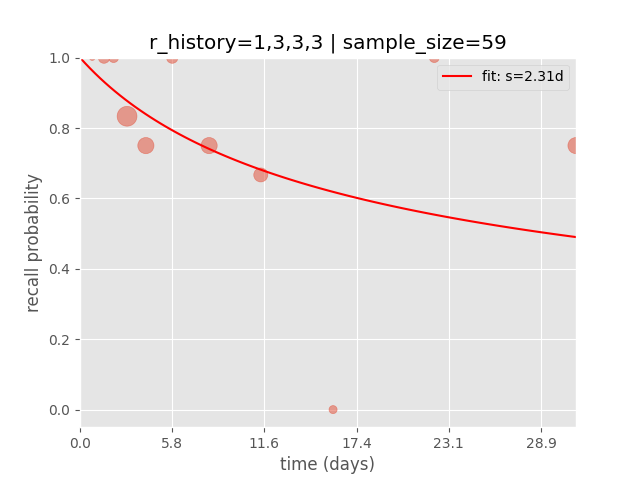 r_history=1,3,3,3 | sample_size=59
fit: s=2.31d
1.0
0.8
0.6
0.4
0.2
0.0
recall probability
0.0 5.8 11.6 17.4 23.1 28.9
time (days)